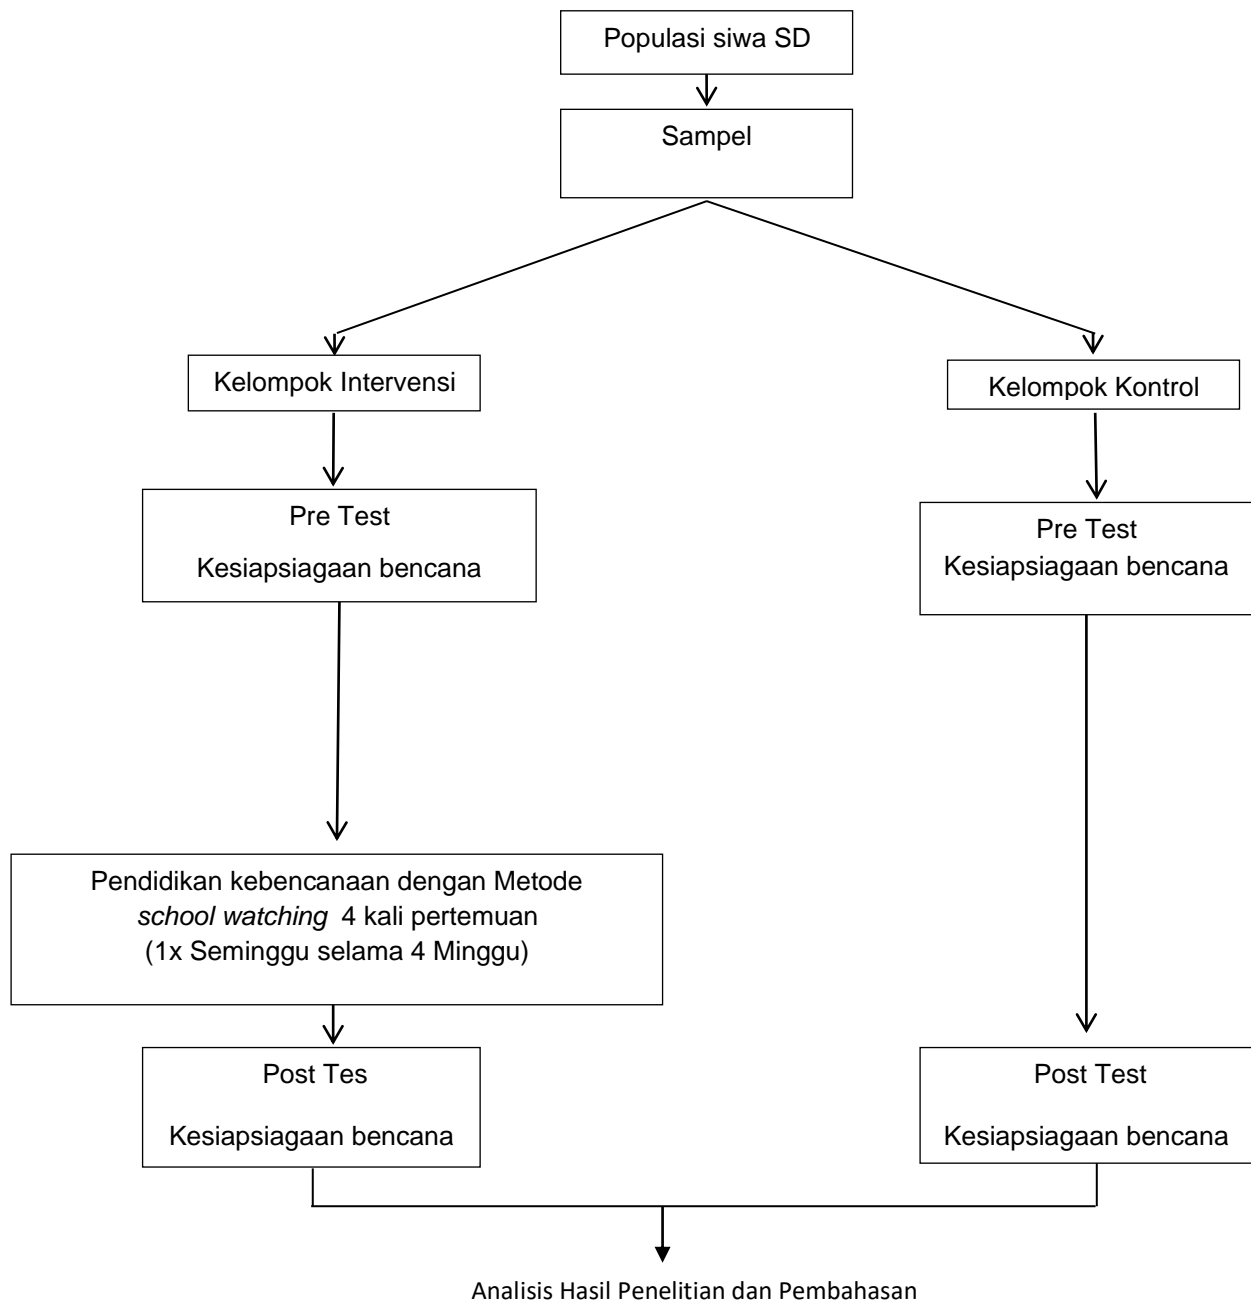 Populasi siwa SD
Sampel
Kelompok Intervensi
Kelompok Kontrol
Pre Test
Kesiapsiagaan bencana
Pre Test
Kesiapsiagaan bencana
Pendidikan kebencanaan dengan Metode
school watching 4 kali pertemuan
(1x Seminggu selama 4 Minggu)
Post Tes
Kesiapsiagaan bencana
Post Test
Kesiapsiagaan bencana
Analisis Hasil Penelitian dan Pembahasan